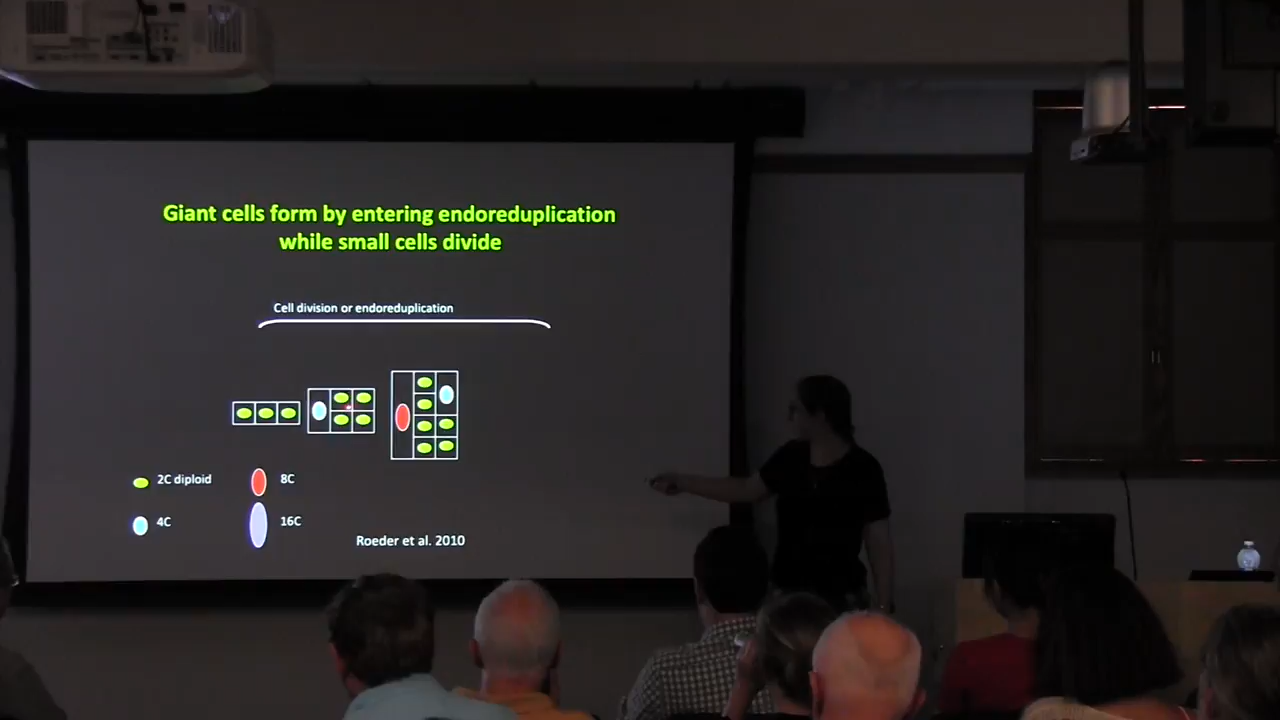 Giant cells form by entering endoreduplication
while small cells divide
Cell division or endoreduplication
2C diploid
8C
4C
16C
Roeder et al. 2010